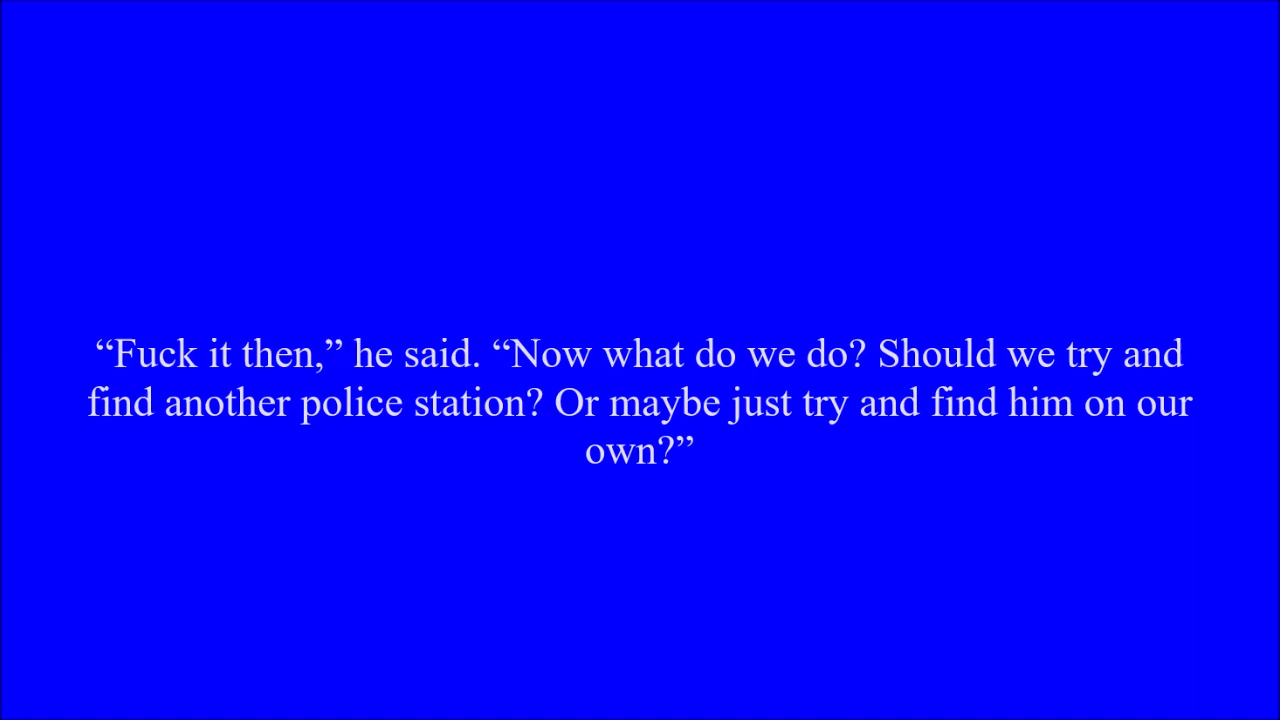 “Fuck it then,” he said. “Now what do we do? Should we try and
find another police station? Or maybe just try and find him on our
own?”